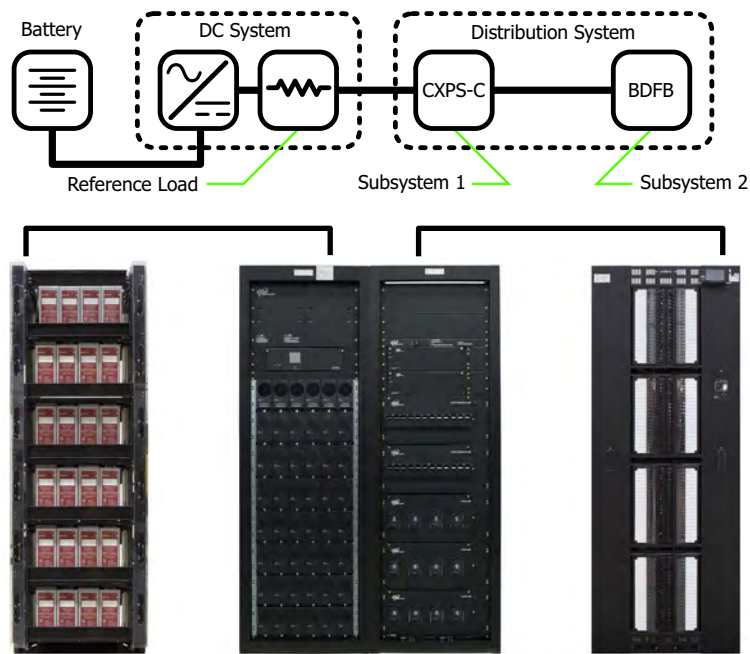 Battery
DC System
Distribution System
CXPS-C
BDFB
Reference Load
Subsystem 1
Subsystem 2